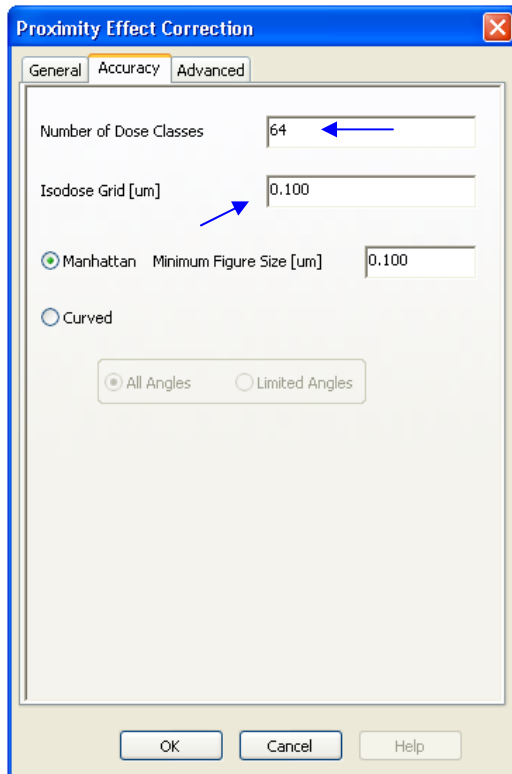 Proximity Effect Correction
General Accuracy Advanced
Number of Dose Classes 64
Isodose Grid [um] 0.100
Manhattan Minimum Figure Size [um] 0.100
Curved
All Angles Limited Angles
OK Cancel Help